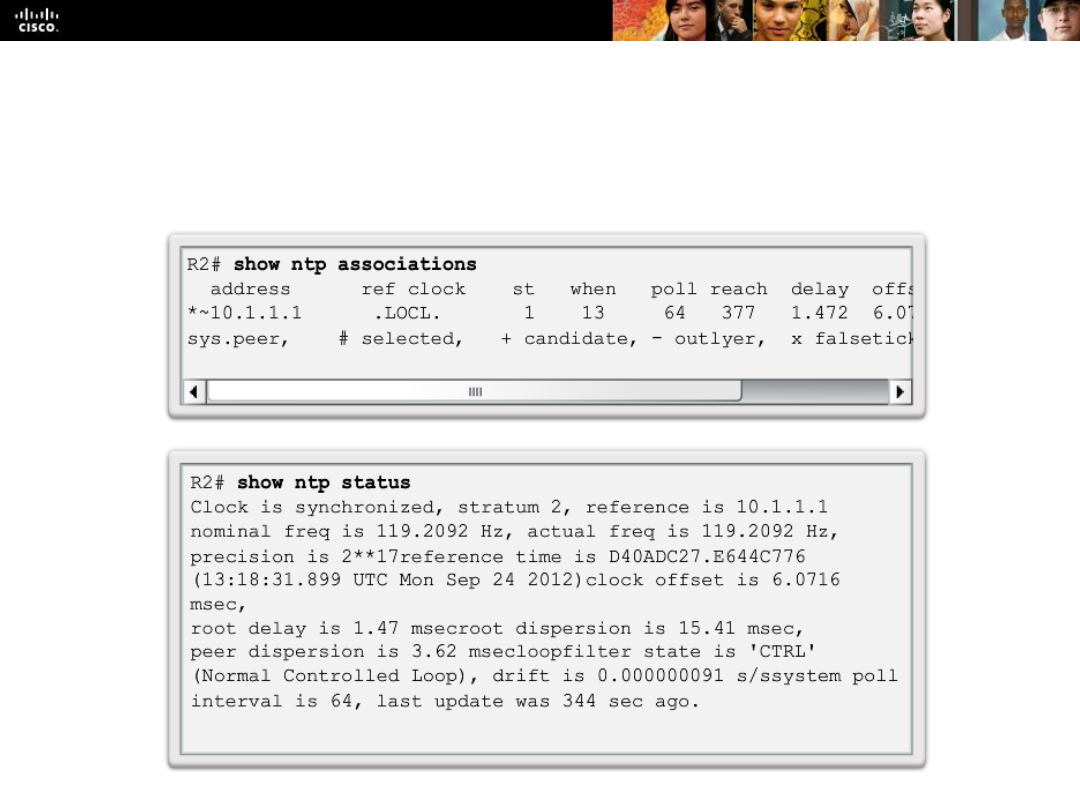 cisco.
R2# show ntp associations
address ref clock st when poll reach delay
*~10.1.1.1 .LOCL. 1 13 64 377 1.472
sys.peer, # selected, + candidate, - outlyer, x
R2# show ntp status
Clock is synchronized, stratum 2, reference is 10.1.1.1
nominal freq is 119.2092 Hz, actual freq is 119.2092 Hz,
precision is 2**17reference time is D40ADC27.E644C776
(13:18:31.899 UTC Mon Sep 24 2012)clock offset is 6.0716
msec,
root delay is 1.47 msecroot dispersion is 15.41 msec,
peer dispersion is 3.62 msecloopfilter state is 'CTRL'
(Normal Controlled Loop), drift is 0.000000091 s/ssystem poll
interval is 64, last update was 344 sec ago.